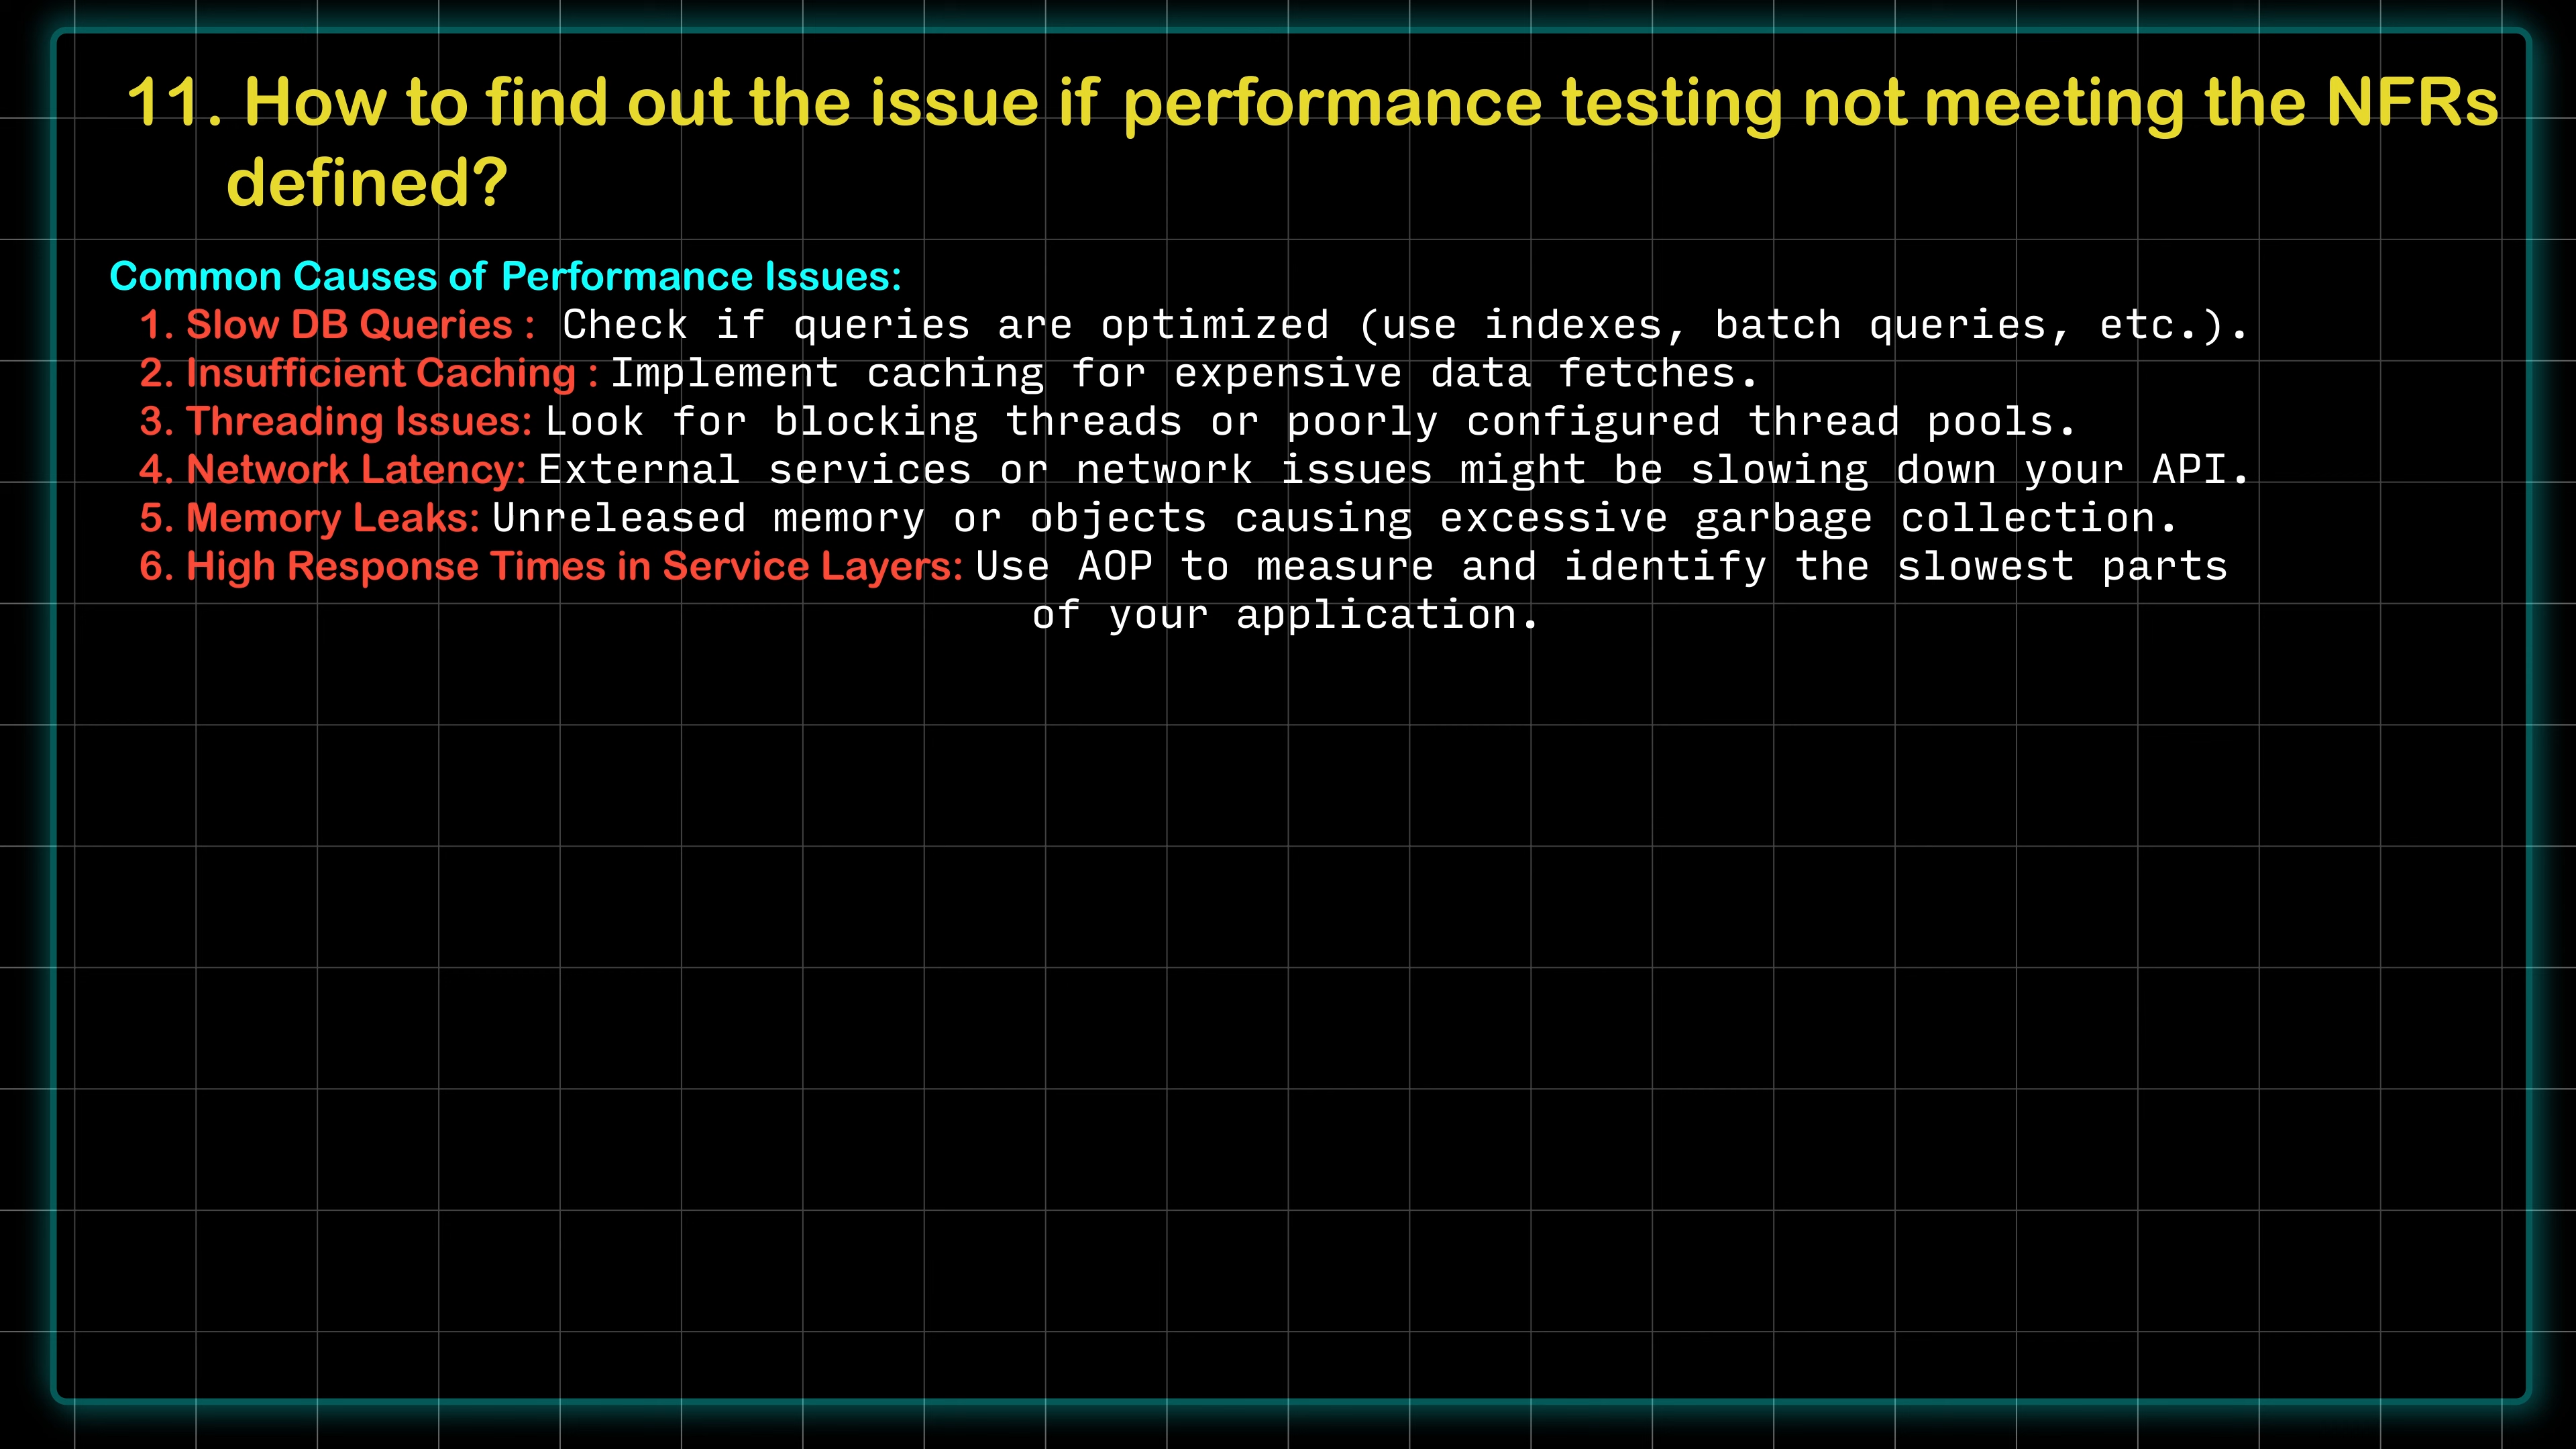 11. How to find out the issue if performance testing not meeting the NFRs
defined?
Common Causes of Performance Issues:
1. Slow DB Queries : Check if queries are optimized (use indexes, batch queries, etc.).
2. Insufficient Caching : Implement caching for expensive data fetches.
3. Threading Issues: Look for blocking threads or poorly configured thread pools.
4. Network Latency: External services or network issues might be slowing down your API.
5. Memory Leaks: Unreleased memory or objects causing excessive garbage collection.
6. High Response Times in Service Layers: Use AOP to measure and identify the slowest parts
of your application.